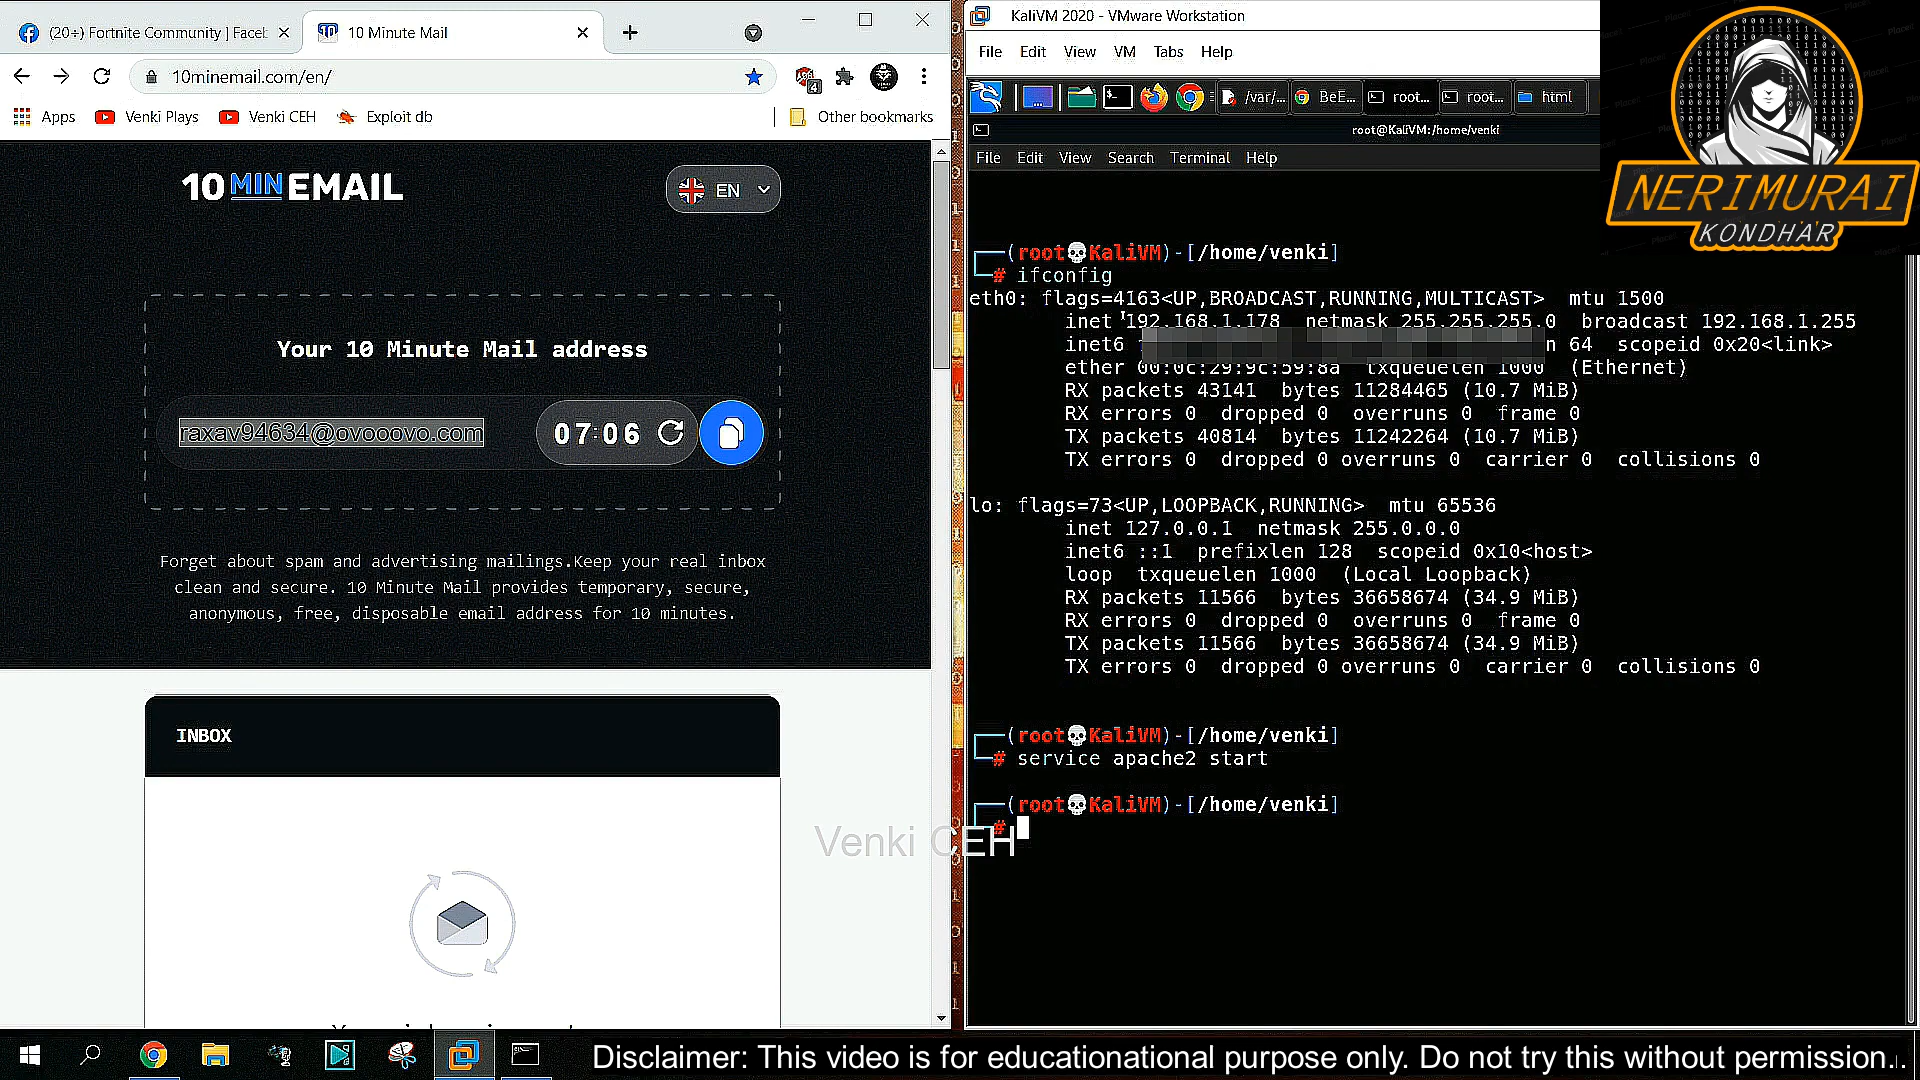 (20+) Fortnite Community | Faceb
10 Minute Mail
10minemail.com/en/
4
Apps
Venki Plays
Venki CEH
Exploit db
Other bookmarks
10 MIN EMAIL
EN
Your 10 Minute Mail address
raxav94634@ovooovo.com
07:06
Forget about spam and advertising mailings.Keep your real inbox
clean and secure. 10 Minute Mail provides temporary, secure,
anonymous, free, disposable email address for 10 minutes.
INBOX
KaliVM 2020 - VMware Workstation
File Edit View VM Tabs Help
/var/... BeE... root... root... html
root@KaliVM:/home/venki
File Edit View Search Terminal Help
(root💀KaliVM)-[/home/venki]
# ifconfig
eth0: flags=4163<UP,BROADCAST,RUNNING,MULTICAST> mtu 1500
inet 192.168.1.178 netmask 255.255.255.0 broadcast 192.168.1.255
inet6 n 64 scopeid 0x20<link>
ether 00:0c:29:9c:59:8a txqueuelen 1000 (Ethernet)
RX packets 43141 bytes 11284465 (10.7 MiB)
RX errors 0 dropped 0 overruns 0 frame 0
TX packets 40814 bytes 11242264 (10.7 MiB)
TX errors 0 dropped 0 overruns 0 carrier 0 collisions 0
lo: flags=73<UP,LOOPBACK,RUNNING> mtu 65536
inet 127.0.0.1 netmask 255.0.0.0
inet6 ::1 prefixlen 128 scopeid 0x10<host>
loop txqueuelen 1000 (Local Loopback)
RX packets 11566 bytes 36658674 (34.9 MiB)
RX errors 0 dropped 0 overruns 0 frame 0
TX packets 11566 bytes 36658674 (34.9 MiB)
TX errors 0 dropped 0 overruns 0 carrier 0 collisions 0
(root💀KaliVM)-[/home/venki]
# service apache2 start
(root💀KaliVM)-[/home/venki]
#
Venki CEH
NERIMURAI
KONDHAR
Disclaimer: This video is for educationational purpose only. Do not try this without permission...